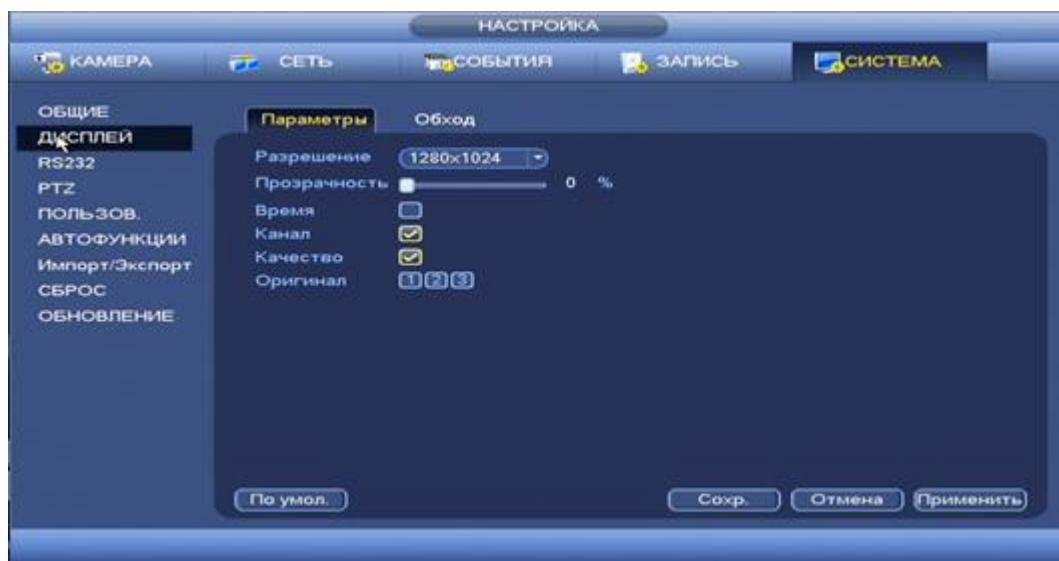 НАСТРОЙКА
КАМЕРА СЕТЬ СОБЫТИЯ ЗАПИСЬ СИСТЕМА
ОБЩИЕ
ДИСПЛЕЙ
RS232
PTZ
ПОЛЬЗОВ.
АВТОФУНКЦИИ
Импорт/Экспорт
СБРОС
ОБНОВЛЕНИЕ
Параметры Обход
Разрешение 1280x1024
Прозрачность 0 %
Время
Канал
Качество
Оригинал 1 2 3
По умол. Сохр. Отмена Применить